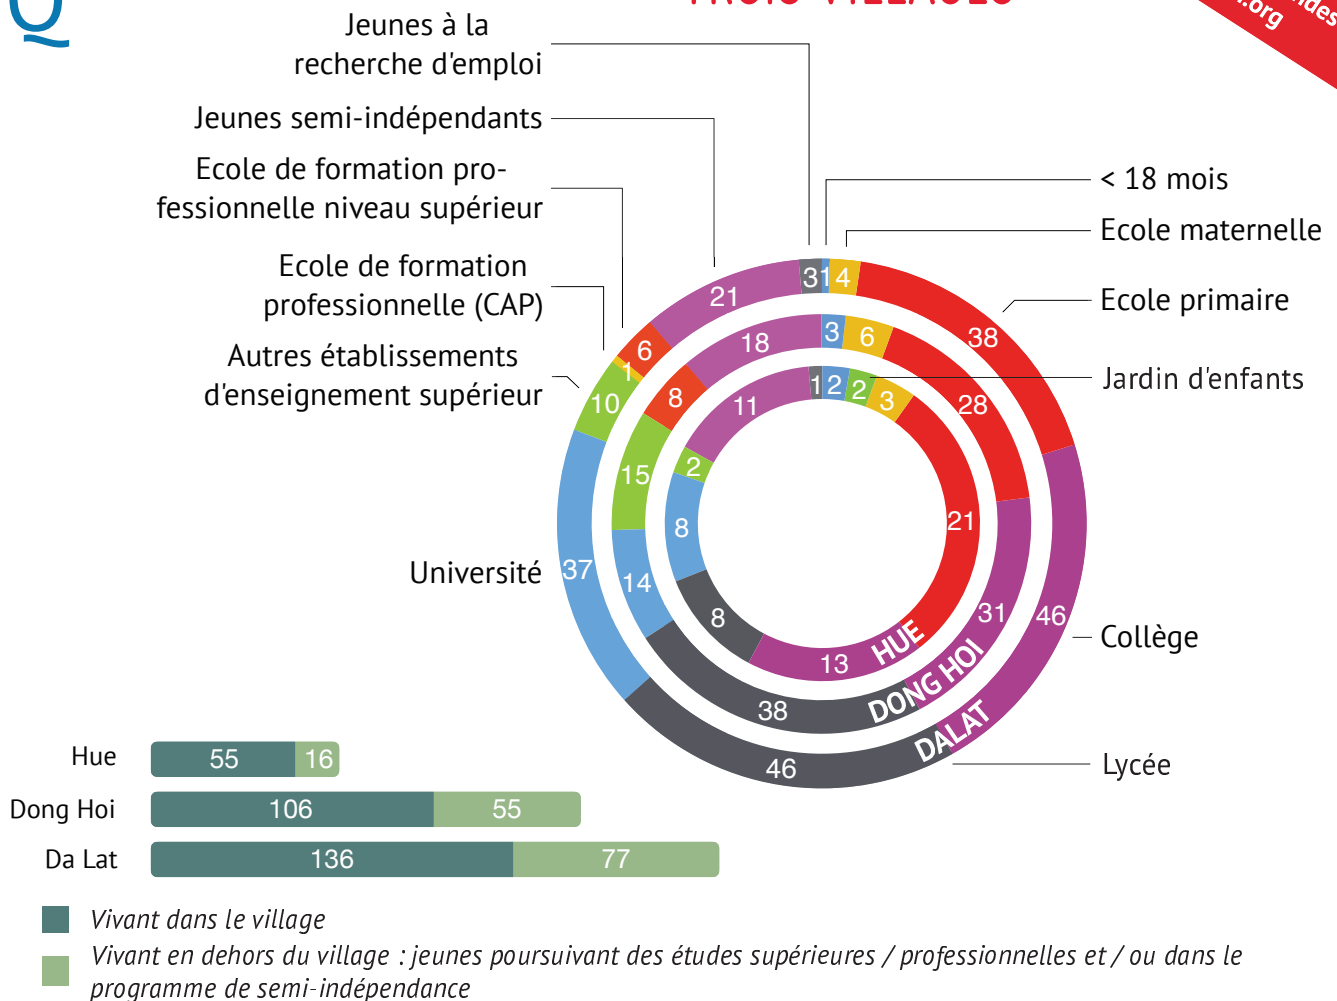 Q
TROIS VILLAGES
des
.org
Jeunes à la
recherche d'emploi
Jeunes semi-indépendants
Ecole de formation pro-
fessionnelle niveau supérieur
Ecole de formation
professionnelle (CAP)
Autres établissements
d'enseignement supérieur
Université
< 18 mois
Ecole maternelle
Ecole primaire
Jardin d'enfants
Collège
Lycée
3 1 4 38 46 46 37 10 1 6 21
DALAT
3 6 28 31 38 14 15 8 18
DONG HOI
1 2 2 3 21 13 8 8 2 11
HUE
Hue 55 16
Dong Hoi 106 55
Da Lat 136 77
Vivant dans le village
Vivant en dehors du village : jeunes poursuivant des études supérieures / professionnelles et / ou dans le
programme de semi-indépendance